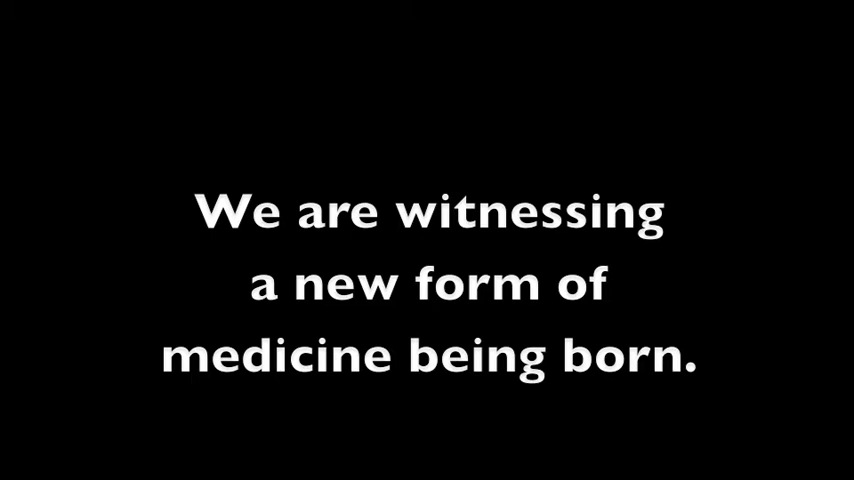 We are witnessing
a new form of
medicine being born.